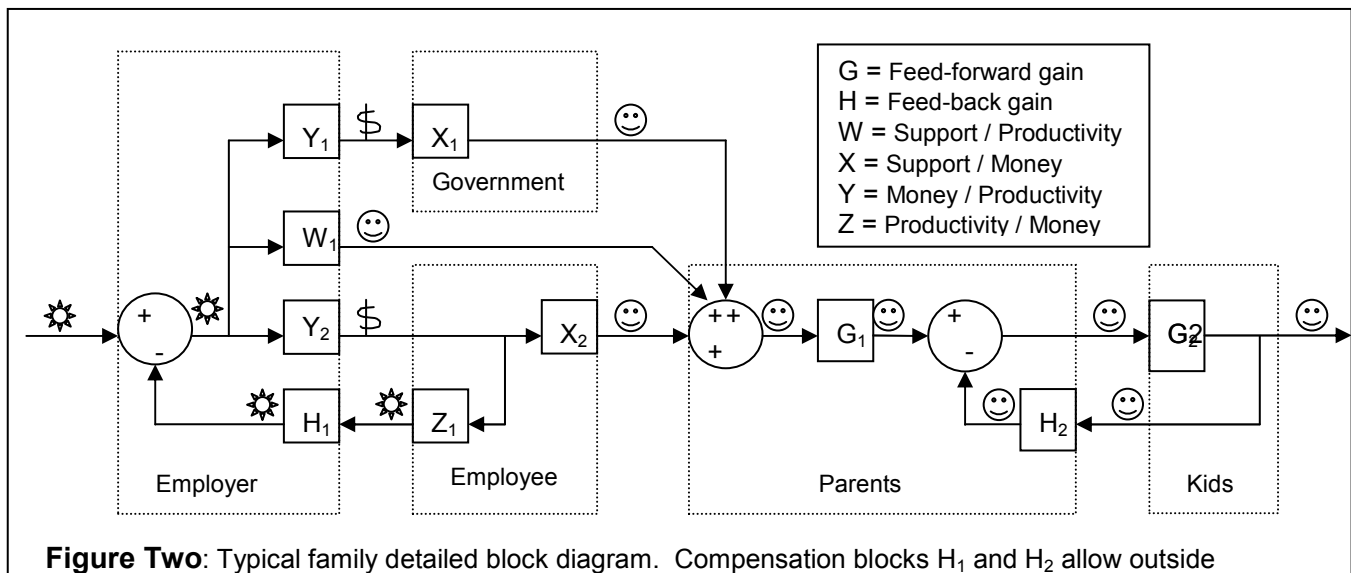 G = Feed-forward gain
H = Feed-back gain
W = Support / Productivity
X = Support / Money
Y = Money / Productivity
Z = Productivity / Money
Y1 $ X1
Government
W1
+
-
Y2 $ X2
++
+
G1
+
-
G2
H1 Z1
H2
Employer Employee Parents Kids
Figure Two: Typical family detailed block diagram. Compensation blocks H1 and H2 allow outside